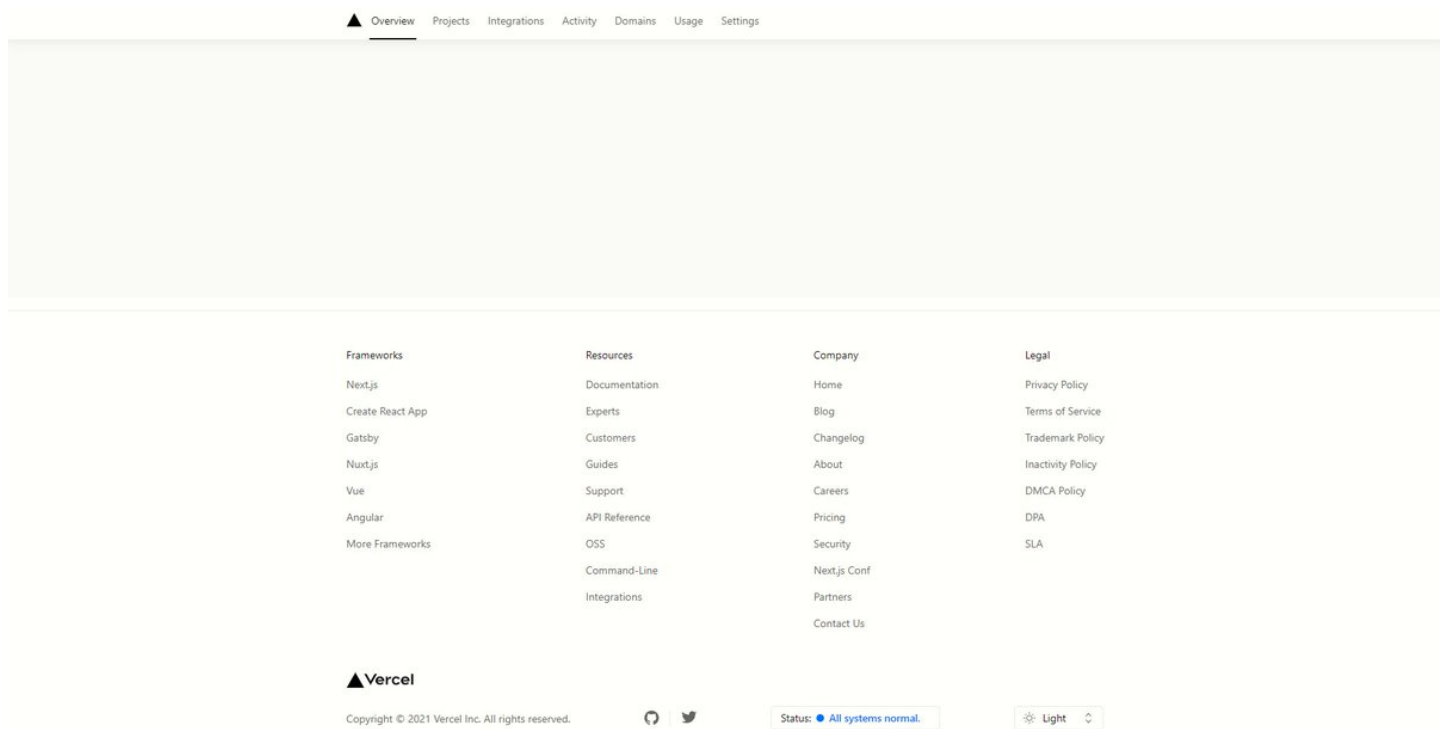 Overview Projects Integrations Activity Domains Usage Settings
Frameworks
Next.js
Create React App
Gatsby
Nuxt.js
Vue
Angular
More Frameworks
Resources
Documentation
Experts
Customers
Guides
Support
API Reference
OSS
Command-Line
Integrations
Company
Home
Blog
Changelog
About
Careers
Pricing
Security
Next.js Conf
Partners
Contact Us
Legal
Privacy Policy
Terms of Service
Trademark Policy
Inactivity Policy
DMCA Policy
DPA
SLA
Vercel
Copyright © 2021 Vercel Inc. All rights reserved.
Status: All systems normal.
Light